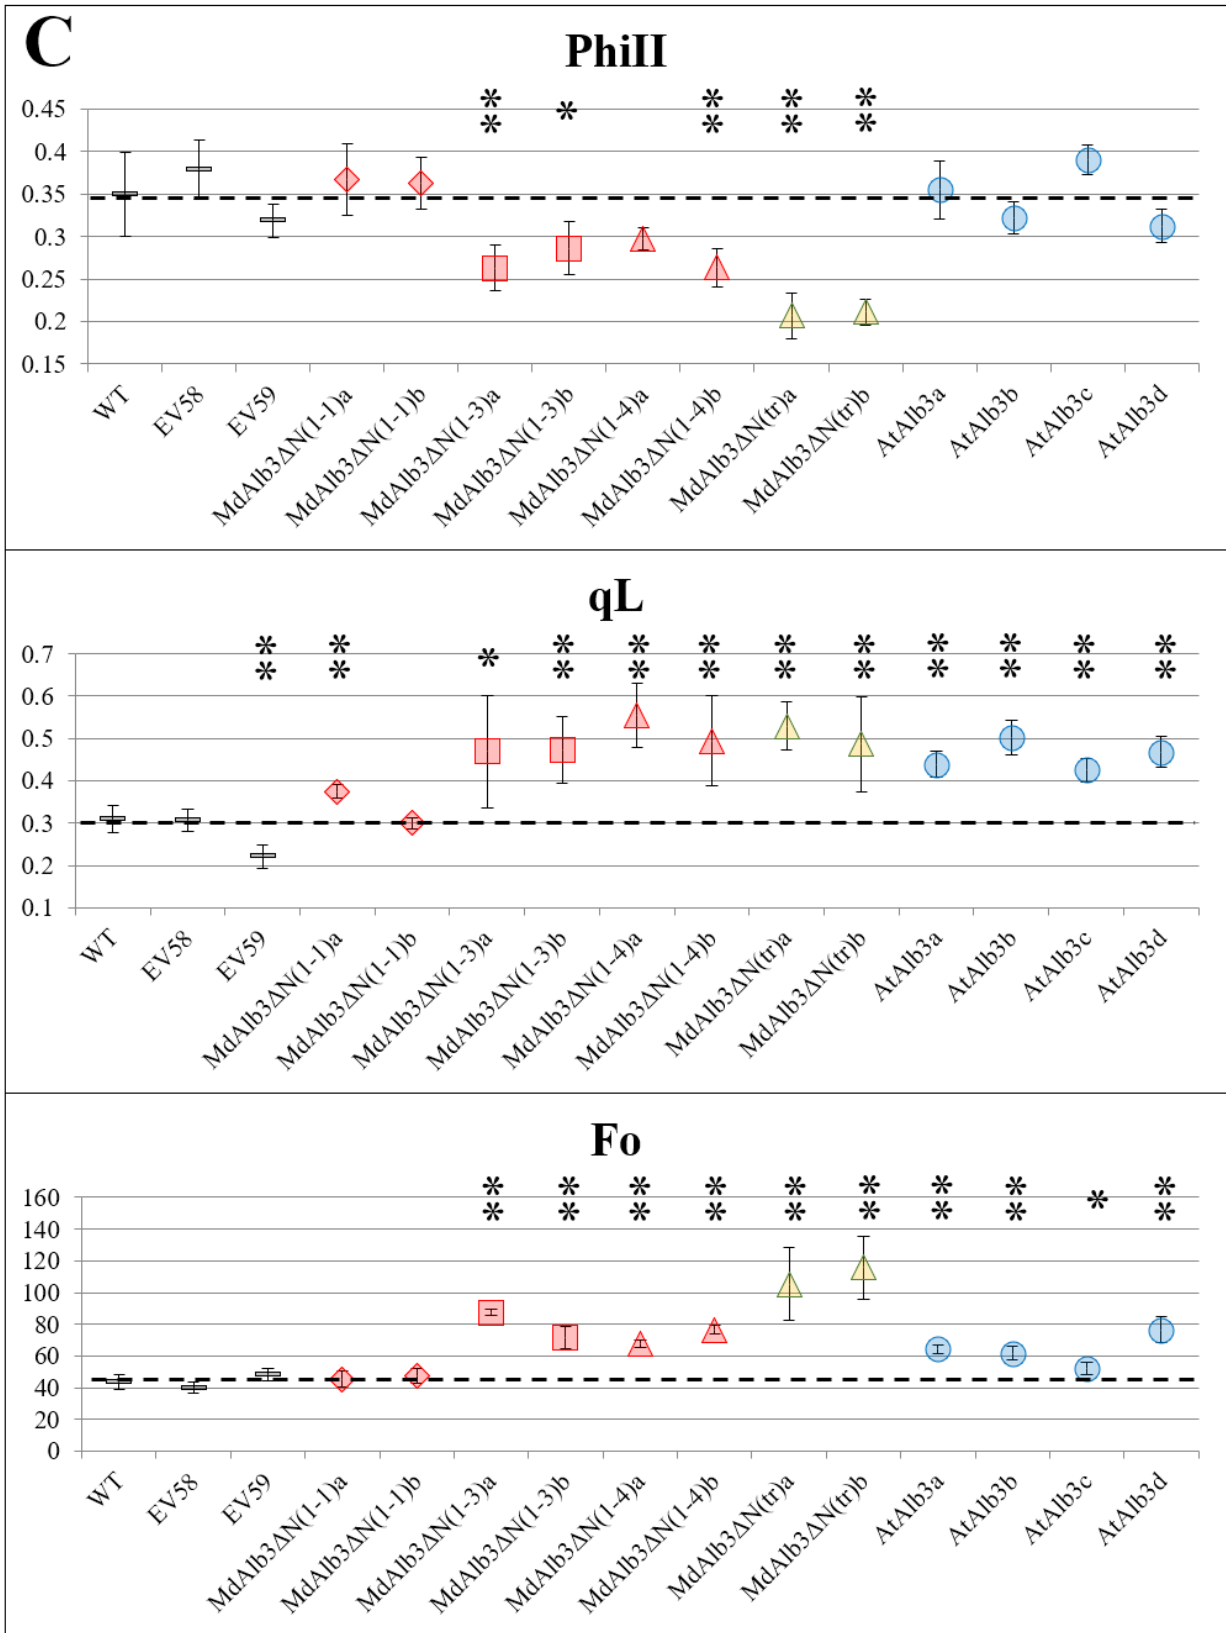 C
PhiII
** * ** ** **
0.45
0.4
0.35
0.3
0.25
0.2
0.15
WT
EV58
EV59
MdAlb3ΔN(1-1)a
MdAlb3ΔN(1-1)b
MdAlb3ΔN(1-3)a
MdAlb3ΔN(1-3)b
MdAlb3ΔN(1-4)a
MdAlb3ΔN(1-4)b
MdAlb3ΔN(tr)a
MdAlb3ΔN(tr)b
AtAlb3a
AtAlb3b
AtAlb3c
AtAlb3d
qL
** ** * ** ** ** ** ** ** ** ** **
0.7
0.6
0.5
0.4
0.3
0.2
0.1
WT
EV58
EV59
MdAlb3ΔN(1-1)a
MdAlb3ΔN(1-1)b
MdAlb3ΔN(1-3)a
MdAlb3ΔN(1-3)b
MdAlb3ΔN(1-4)a
MdAlb3ΔN(1-4)b
MdAlb3ΔN(tr)a
MdAlb3ΔN(tr)b
AtAlb3a
AtAlb3b
AtAlb3c
AtAlb3d
Fo
** ** ** ** ** ** ** ** * **
160
140
120
100
80
60
40
20
0
WT
EV58
EV59
MdAlb3ΔN(1-1)a
MdAlb3ΔN(1-1)b
MdAlb3ΔN(1-3)a
MdAlb3ΔN(1-3)b
MdAlb3ΔN(1-4)a
MdAlb3ΔN(1-4)b
MdAlb3ΔN(tr)a
MdAlb3ΔN(tr)b
AtAlb3a
AtAlb3b
AtAlb3c
AtAlb3d